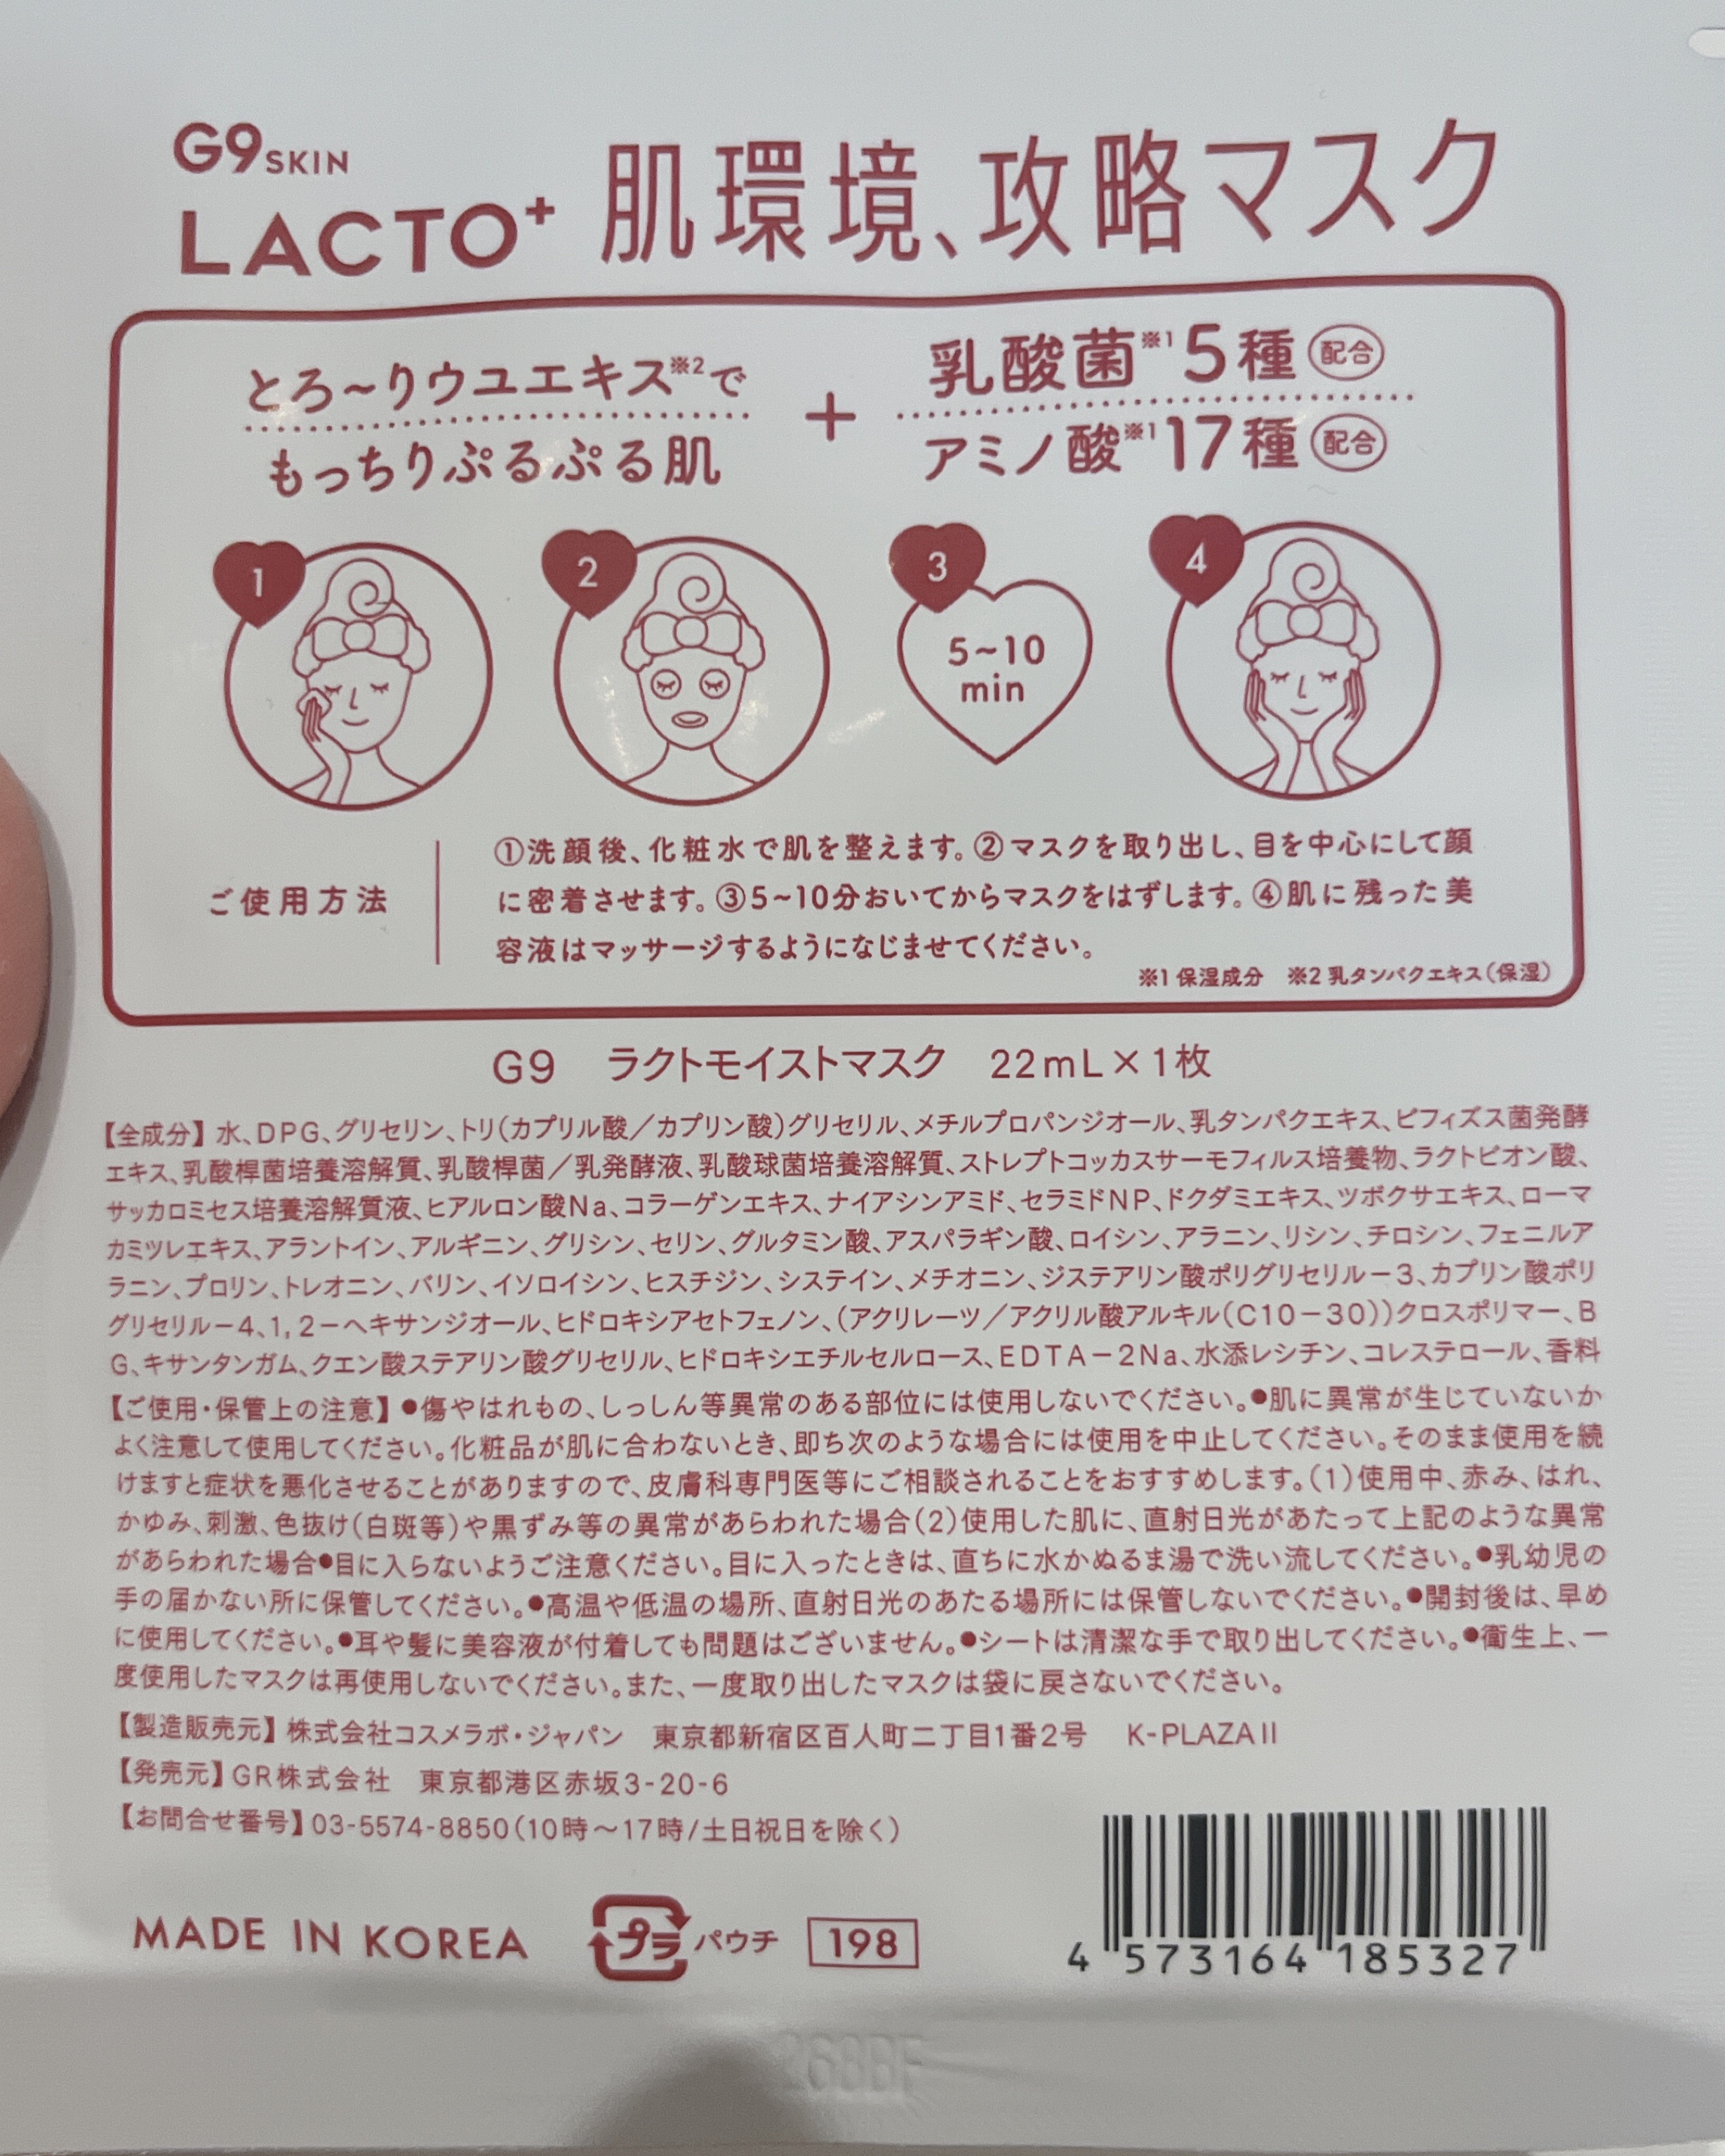 G9SKIN
LACTO+ 肌環境、攻略マスク
とろ~りウユエキス※2で
もっちりぷるぷる肌
+
乳酸菌※1 5種 配合
アミノ酸※1 17種 配合
1
2
3
5~10
min
4
ご使用方法
①洗顔後、化粧水で肌を整えます。②マスクを取り出し、目を中心にして顔
に密着させます。③5~10分おいてからマスクをはずします。④肌に残った美
容液はマッサージするようになじませてください。
※1 保湿成分 ※2 乳タンパクエキス(保湿)
G9 ラクトモイストマスク 22mL×1枚
【全成分】水、DPG、グリセリン、トリ(カプリル酸/カプリン酸)グリセリル、メチルプロパンジオール、乳タンパクエキス、ビフィズス菌発酵
エキス、乳酸桿菌培養溶解質、乳酸桿菌/乳発酵液、乳酸球菌培養溶解質、ストレプトコッカスサーモフィルス培養物、ラクトビオン酸、
サッカロミセス培養溶解質液、ヒアルロン酸Na、コラーゲンエキス、ナイアシンアミド、セラミドNP、ドクダミエキス、ツボクサエキス、ローマ
カミツレエキス、アラントイン、アルギニン、グリシン、セリン、グルタミン酸、アスパラギン酸、ロイシン、アラニン、リシン、チロシン、フェニルア
ラニン、プロリン、トレオニン、バリン、イソロイシン、ヒスチジン、システイン、メチオニン、ジステアリン酸ポリグリセリル-3、カプリン酸ポリ
グリセリル-4、1,2-ヘキサンジオール、ヒドロキシアセトフェノン、(アクリレーツ/アクリル酸アルキル(C10-30))クロスポリマー、B
G、キサンタンガム、クエン酸ステアリン酸グリセリル、ヒドロキシエチルセルロース、EDTA-2Na、水添レシチン、コレステロール、香料
【ご使用・保管上の注意】●傷やはれもの、しっしん等異常のある部位には使用しないでください。●肌に異常が生じていないか
よく注意して使用してください。化粧品が肌に合わないとき、即ち次のような場合には使用を中止してください。そのまま使用を続
けますと症状を悪化させることがありますので、皮膚科専門医等にご相談されることをおすすめします。(1)使用中、赤み、はれ、
かゆみ、刺激、色抜け(白斑等)や黒ずみ等の異常があらわれた場合(2)使用した肌に、直射日光があたって上記のような異常
があらわれた場合●目に入らないようご注意ください。目に入ったときは、直ちに水かぬるま湯で洗い流してください。●乳幼児の
手の届かない所に保管してください。●高温や低温の場所、直射日光のあたる場所には保管しないでください。●開封後は、早め
に使用してください。●耳や髪に美容液が付着しても問題はございません。●シートは清潔な手で取り出してください。●衛生上、一
度使用したマスクは再使用しないでください。また、一度取り出したマスクは袋に戻さないでください。
【製造販売元】株式会社コスメラボ・ジャパン 東京都新宿区百人町二丁目1番2号 K-PLAZAⅡ
【発売元】GR株式会社 東京都港区赤坂3-20-6
【お問合せ番号】03-5574-8850(10時～17時/土日祝日を除く)
MADE IN KOREA プラ パウチ 198
4 573164 185327